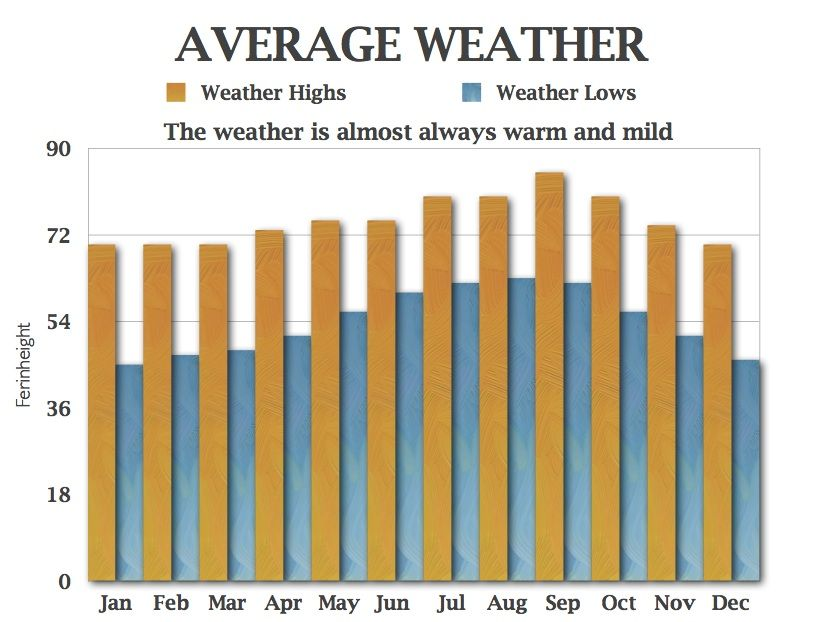 AVERAGE WEATHER
Weather Highs Weather Lows
The weather is almost always warm and mild
90
72
54
36
18
0
Ferinheight
Jan Feb Mar Apr May Jun Jul Aug Sep Oct Nov Dec